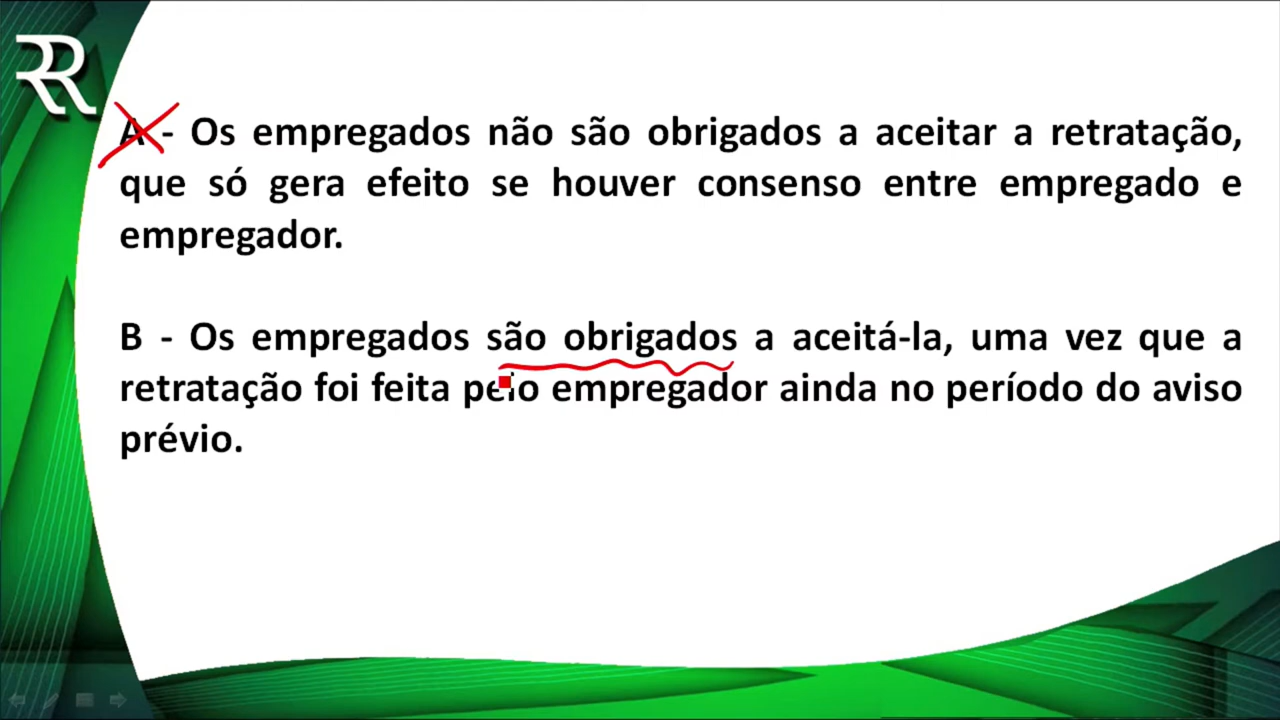 RR
A - Os empregados não são obrigados a aceitar a retratação,
que só gera efeito se houver consenso entre empregado e
empregador.
B - Os empregados são obrigados a aceitá-la, uma vez que a
retratação foi feita pelo empregador ainda no período do aviso
prévio.